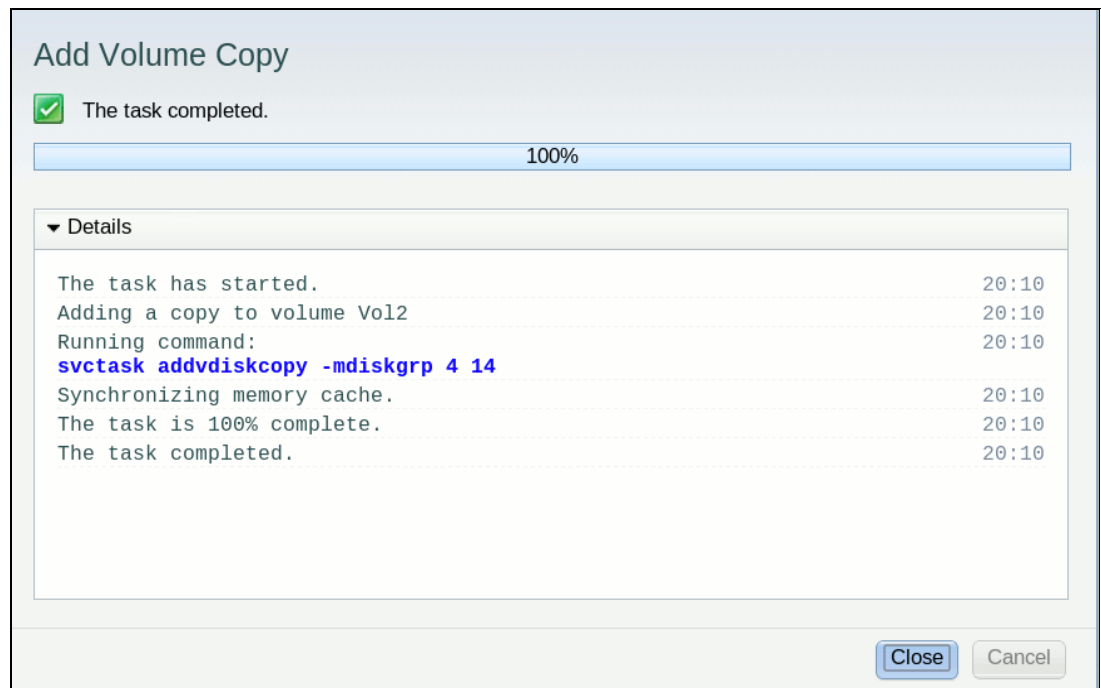 Add Volume Copy
The task completed.
100%
Details
The task has started. 20:10
Adding a copy to volume Vol2 20:10
Running command: 20:10
svctask addvdiskcopy -mdiskgrp 4 14
Synchronizing memory cache. 20:10
The task is 100% complete. 20:10
The task completed. 20:10
Close Cancel